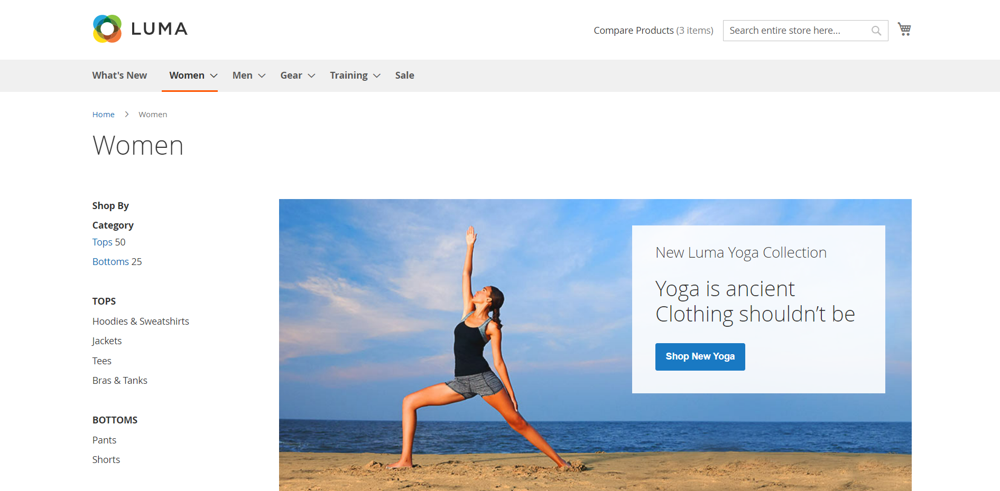 LUMA
Compare Products (3 items)
Search entire store here...
What's New
Women
Men
Gear
Training
Sale
Home
Women
Women
Shop By
Category
Tops 50
Bottoms 25
TOPS
Hoodies & Sweatshirts
Jackets
Tees
Bras & Tanks
BOTTOMS
Pants
Shorts
New Luma Yoga Collection
Yoga is ancient
Clothing shouldn’t be
Shop New Yoga